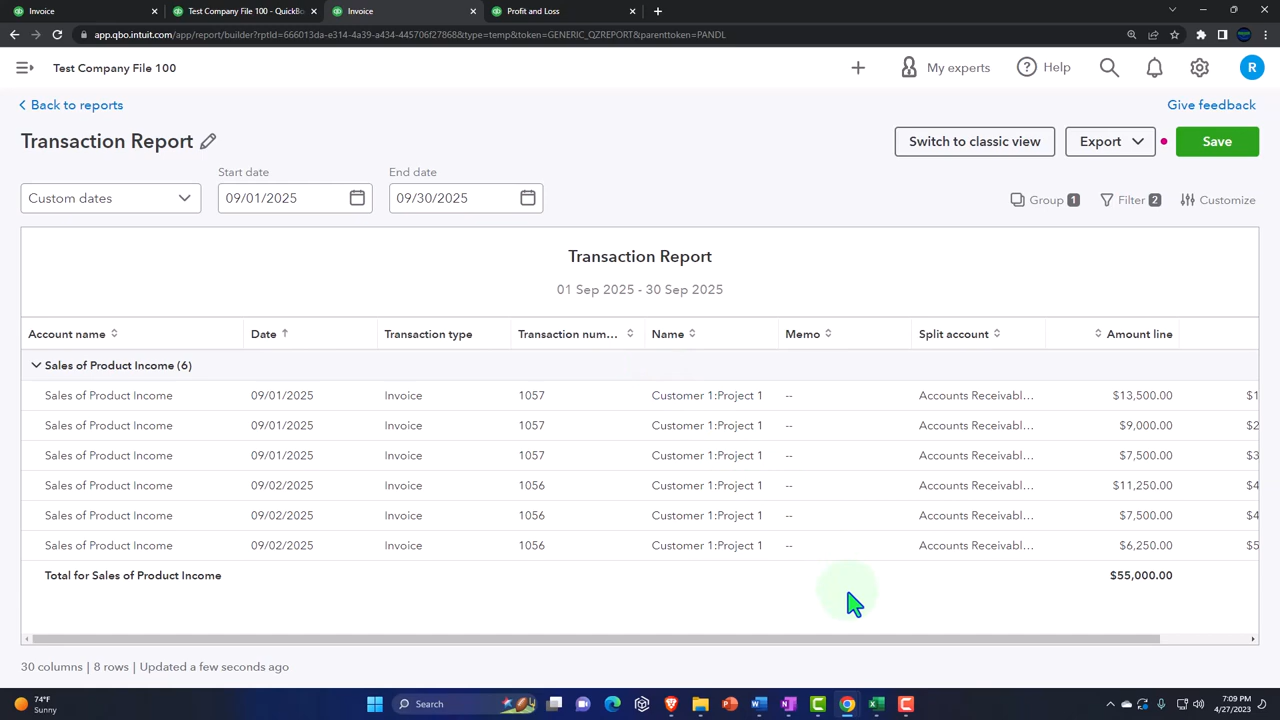 Invoice
Test Company File 100 - QuickBo
Invoice
Profit and Loss
app.qbo.intuit.com/app/report/builder?rptId=666013da-e314-4a39-a434-445706f27868&type=temp&token=GENERIC_QZREPORT&parenttoken=PANDL
Test Company File 100
My experts
Help
R
Back to reports
Give feedback
Transaction Report
Switch to classic view
Export
Save
Start date
End date
Custom dates
09/01/2025
09/30/2025
Group 1
Filter 2
Customize
Transaction Report
01 Sep 2025 - 30 Sep 2025
Account name Date Transaction type Transaction num... Name Memo Split account Amount line
Sales of Product Income (6)
Sales of Product Income 09/01/2025 Invoice 1057 Customer 1:Project 1 -- Accounts Receivabl... $13,500.00 $1
Sales of Product Income 09/01/2025 Invoice 1057 Customer 1:Project 1 -- Accounts Receivabl... $9,000.00 $2
Sales of Product Income 09/01/2025 Invoice 1057 Customer 1:Project 1 -- Accounts Receivabl... $7,500.00 $3
Sales of Product Income 09/02/2025 Invoice 1056 Customer 1:Project 1 -- Accounts Receivabl... $11,250.00 $4
Sales of Product Income 09/02/2025 Invoice 1056 Customer 1:Project 1 -- Accounts Receivabl... $7,500.00 $4
Sales of Product Income 09/02/2025 Invoice 1056 Customer 1:Project 1 -- Accounts Receivabl... $6,250.00 $5
Total for Sales of Product Income $55,000.00
30 columns | 8 rows | Updated a few seconds ago
74°F
Sunny
Search
7:09 PM
4/27/2023